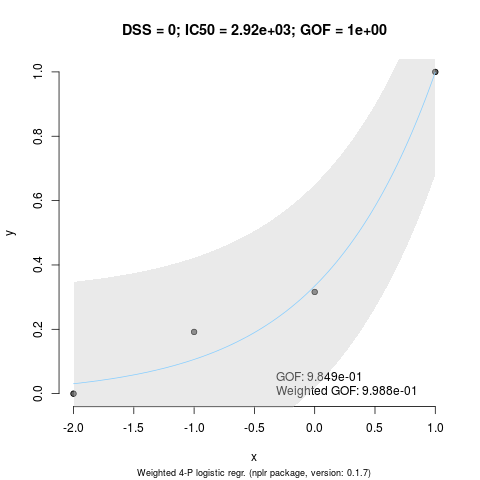 DSS = 0; IC50 = 2.92e+03; GOF = 1e+00
1.0
0.8
0.6
0.4
0.2
0.0
y
GOF: 9.849e-01
Weighted GOF: 9.988e-01
-2.0 -1.5 -1.0 -0.5 0.0 0.5 1.0
x
Weighted 4-P logistic regr. (nplr package, version: 0.1.7)